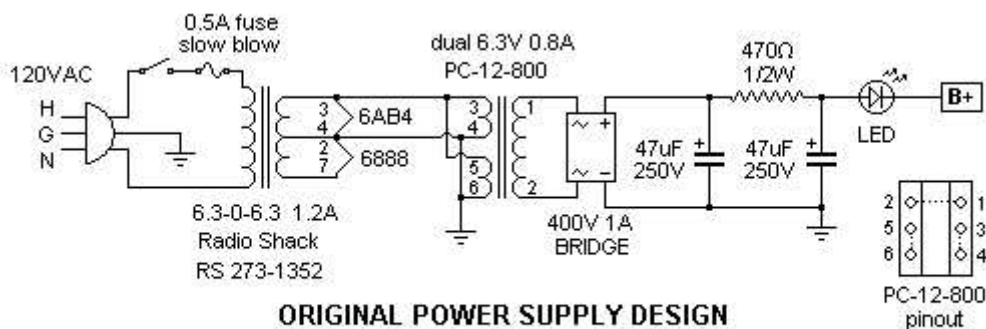 0.5A fuse
slow blow
120VAC
H
G
N
3
4
2
7
6AB4
6888
6.3-0-6.3 1.2A
Radio Shack
RS 273-1352
dual 6.3V 0.8A
PC-12-800
3
4
5
6
1
2
~ +
~ −
400V 1A
BRIDGE
470Ω
1/2W
+
47uF
250V
+
47uF
250V
LED
B+
2 1
5 3
6 4
PC-12-800
pinout
ORIGINAL POWER SUPPLY DESIGN